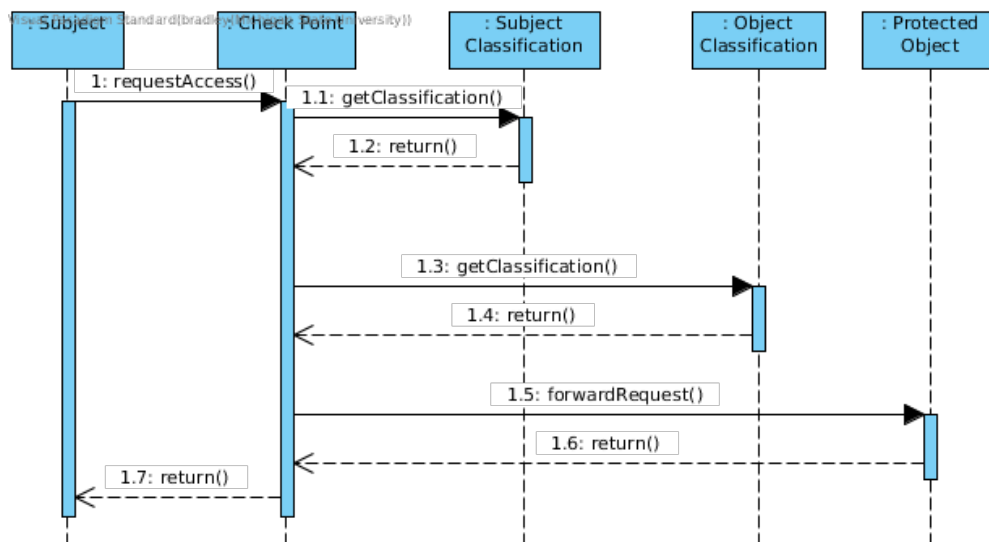 : Subject
: Check Point
: Subject
Classification
: Object
Classification
: Protected
Object
1: requestAccess()
1.1: getClassification()
1.2: return()
1.3: getClassification()
1.4: return()
1.5: forwardRequest()
1.6: return()
1.7: return()